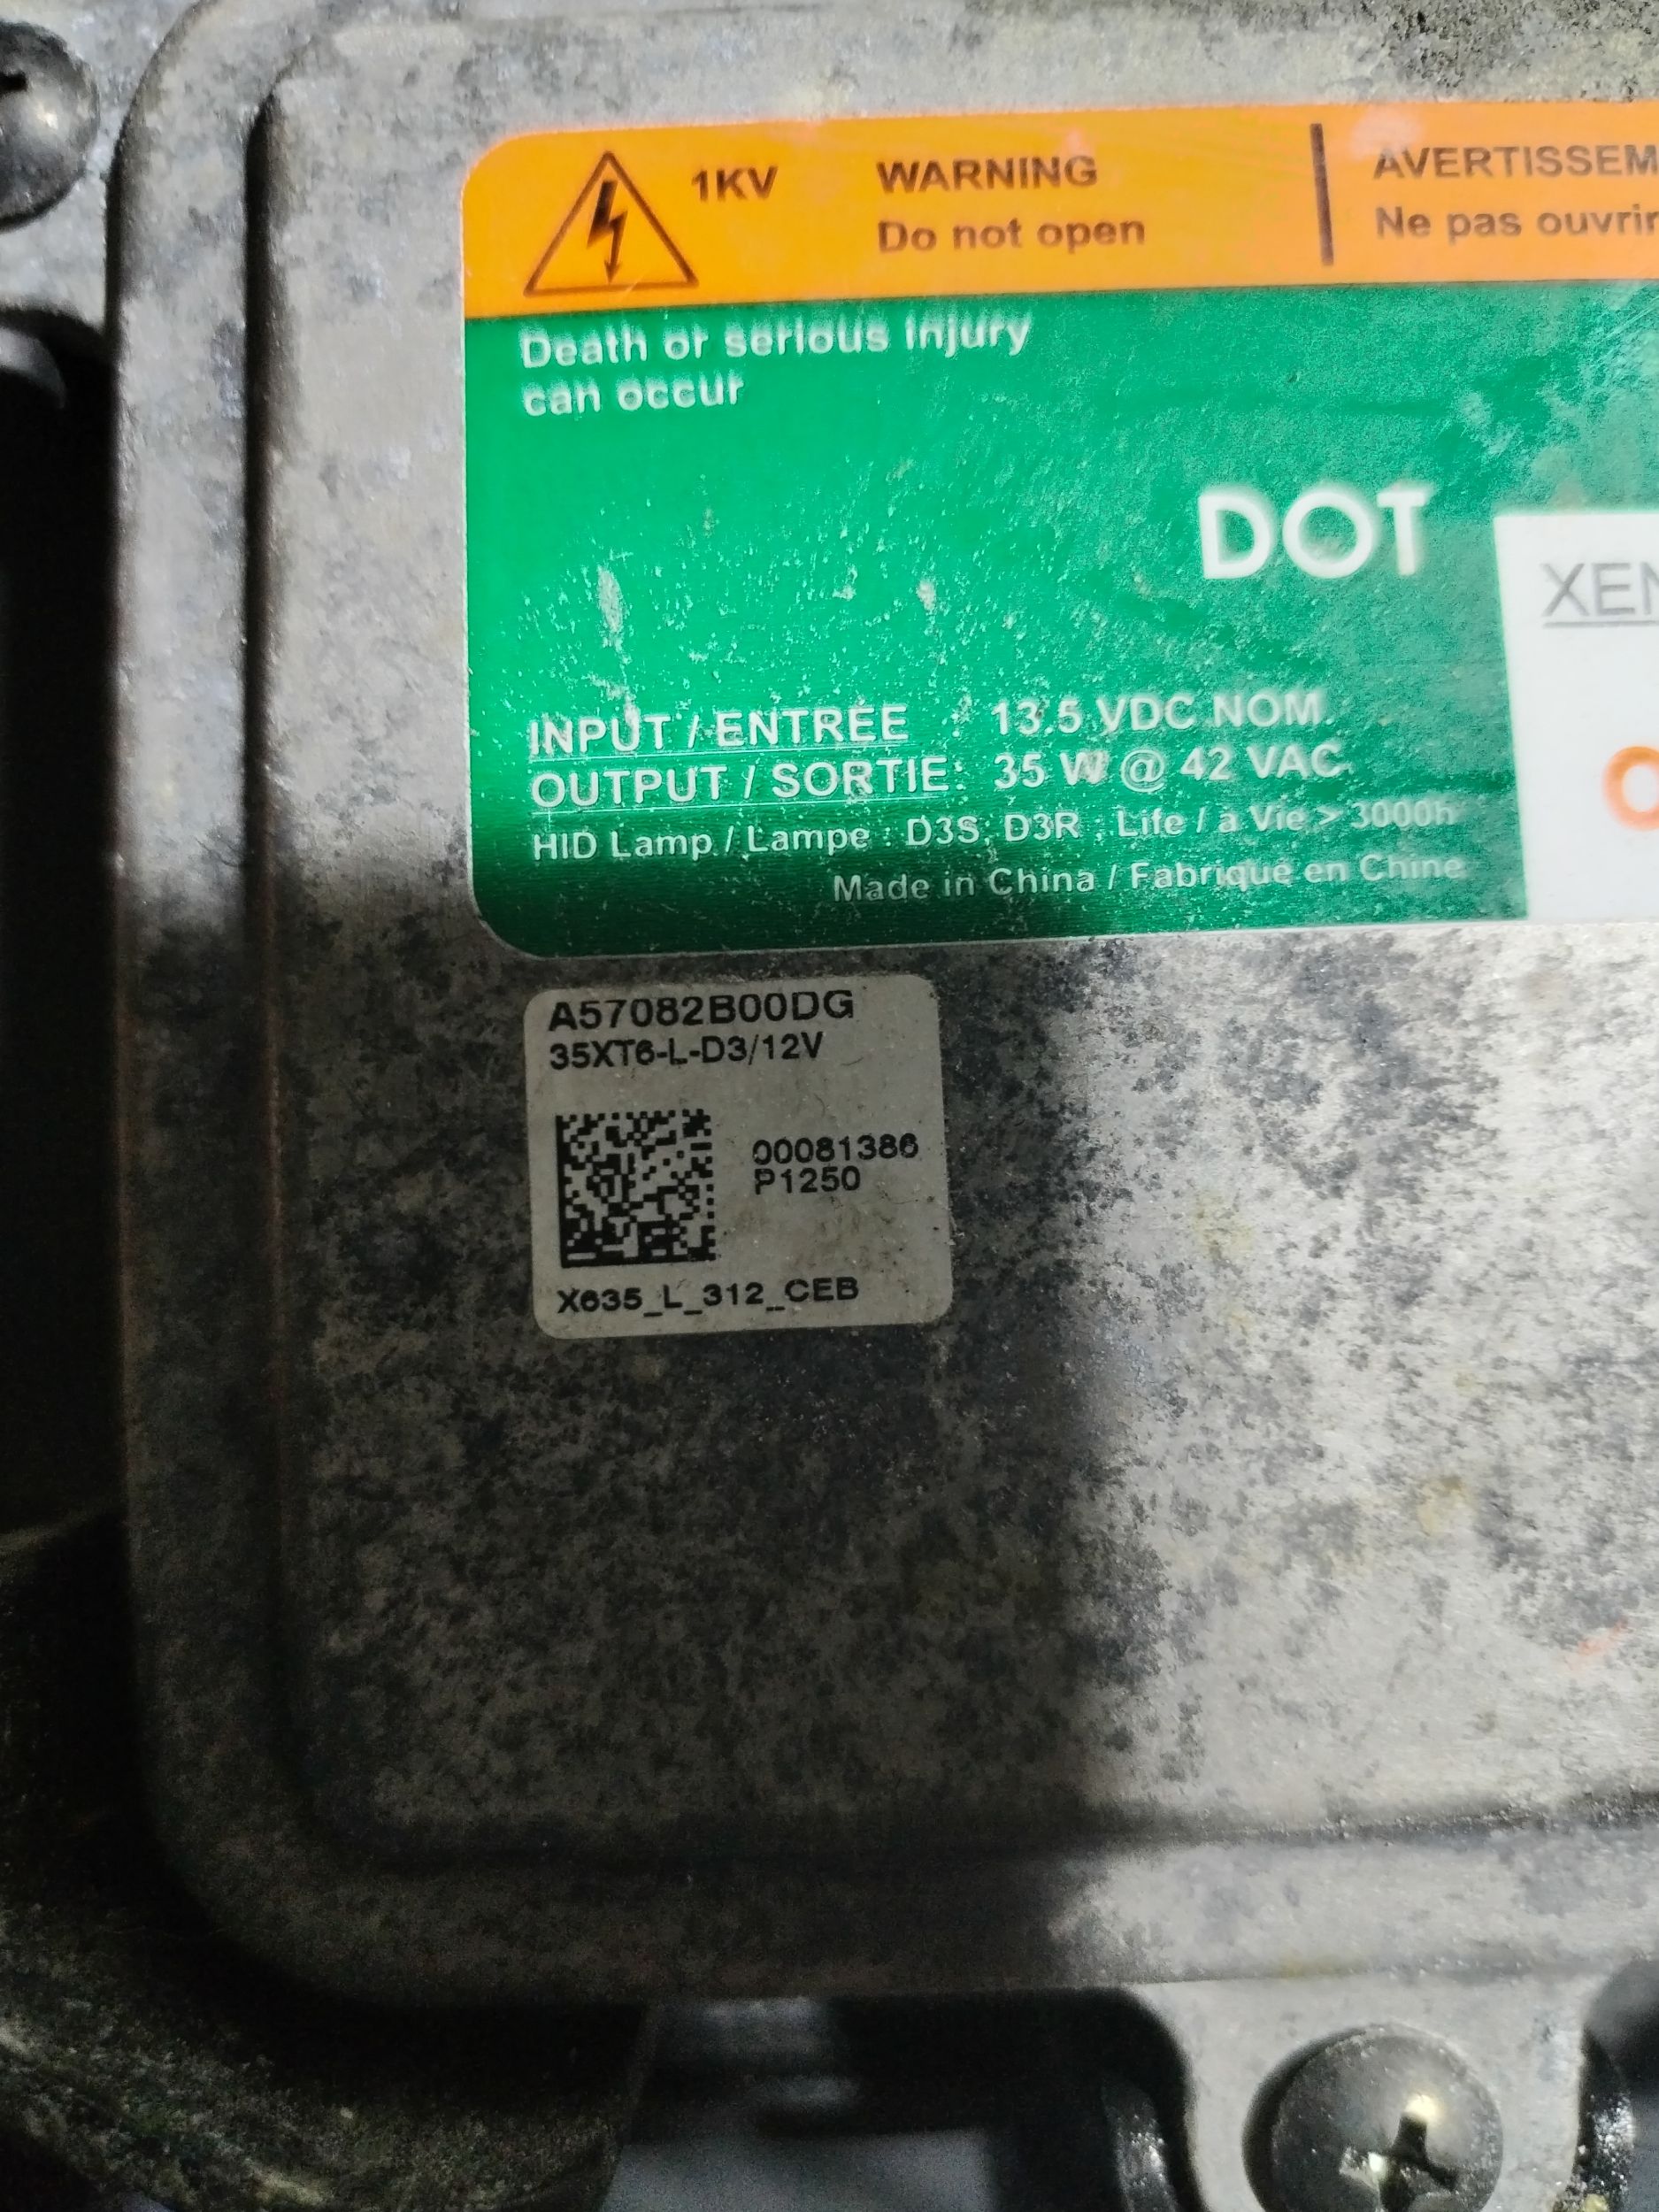 1KV
WARNING
Do not open
AVERTISSEM
Ne pas ouvrir
Death or serious injury
can occur
DOT
XEN
INPUT / ENTRÉE : 13.5 VDC NOM.
OUTPUT / SORTIE: 35 W @ 42 VAC
HID Lamp / Lampe : D3S, D3R ; Life / à Vie > 3000h
Made in China / Fabriqué en Chine
A57082B00DG
35XT6-L-D3/12V
00081386
P1250
X635_L_312_CEB